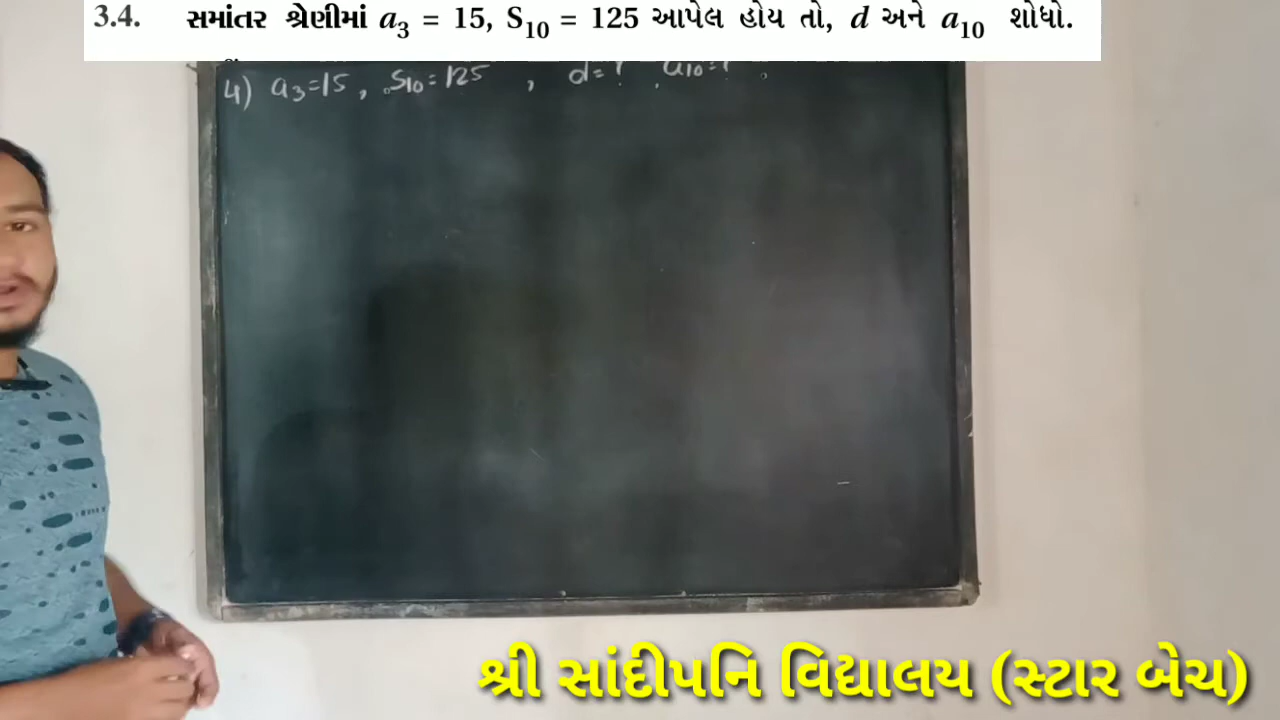 3.4. સમાંતર શ્રેણીમાં a₃ = 15, S₁₀ = 125 આપેલ હોય તો, d અને a₁₀ શોધો.
4) a₃=15, S₁₀=125, d=? a₁₀=?
શ્રી સાંદીપનિ વિદ્યાલય (સ્ટાર બેચ)